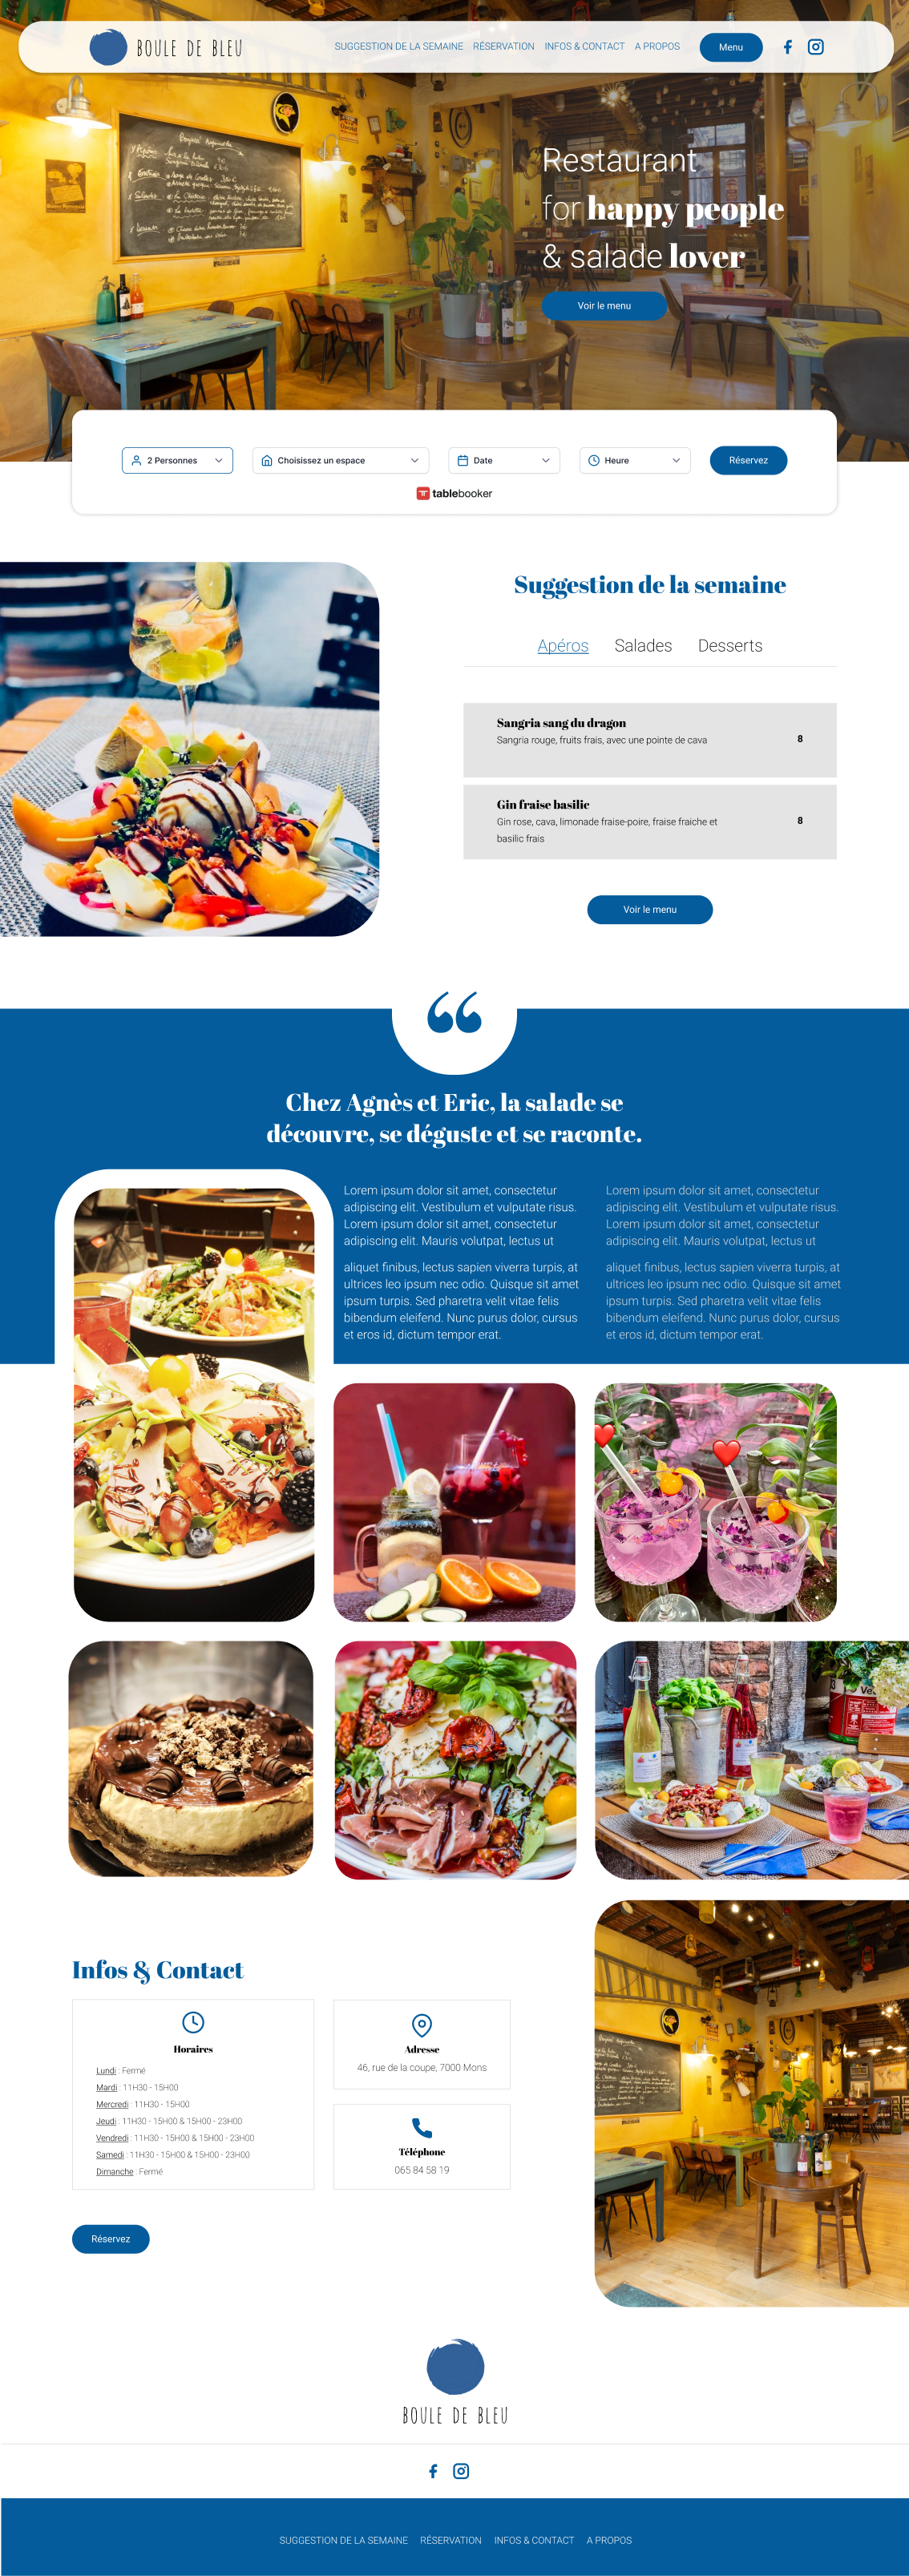 BOULE DE BLEU
SUGGESTION DE LA SEMAINE RÉSERVATION INFOS & CONTACT A PROPOS Menu
Restaurant
for happy people
& salade lover
Voir le menu
2 Personnes Choisissez un espace Date Heure Réservez
tablebooker
Suggestion de la semaine
Apéros Salades Desserts
Sangria sang du dragon
Sangria rouge, fruits frais, avec une pointe de cava 8
Gin fraise basilic
Gin rose, cava, limonade fraise-poire, fraise fraiche et 8
basilic frais
Voir le menu
“
Chez Agnès et Eric, la salade se
découvre, se déguste et se raconte.
Lorem ipsum dolor sit amet, consectetur
adipiscing elit. Vestibulum et vulputate risus.
Lorem ipsum dolor sit amet, consectetur
adipiscing elit. Mauris volutpat, lectus ut
aliquet finibus, lectus sapien viverra turpis, at
ultrices leo ipsum nec odio. Quisque sit amet
ipsum turpis. Sed pharetra velit vitae felis
bibendum eleifend. Nunc purus dolor, cursus
et eros id, dictum tempor erat.
Lorem ipsum dolor sit amet, consectetur
adipiscing elit. Vestibulum et vulputate risus.
Lorem ipsum dolor sit amet, consectetur
adipiscing elit. Mauris volutpat, lectus ut
aliquet finibus, lectus sapien viverra turpis, at
ultrices leo ipsum nec odio. Quisque sit amet
ipsum turpis. Sed pharetra velit vitae felis
bibendum eleifend. Nunc purus dolor, cursus
et eros id, dictum tempor erat.
Infos & Contact
Horaires
Lundi : Fermé
Mardi : 11H30 - 15H00
Mercredi : 11H30 - 15H00
Jeudi : 11H30 - 15H00 & 15H00 - 23H00
Vendredi : 11H30 - 15H00 & 15H00 - 23H00
Samedi : 11H30 - 15H00 & 15H00 - 23H00
Dimanche : Fermé
Adresse
46, rue de la coupe, 7000 Mons
Téléphone
065 84 58 19
Réservez
BOULE DE BLEU
SUGGESTION DE LA SEMAINE RÉSERVATION INFOS & CONTACT A PROPOS